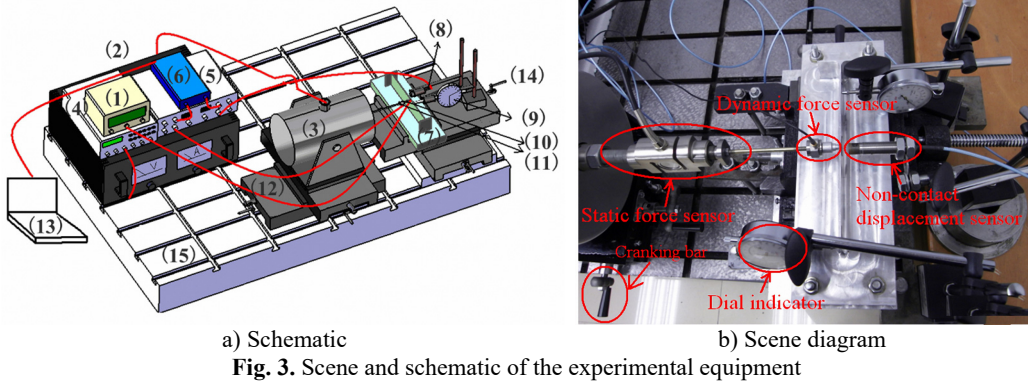 (8)
(2)
(5)
(6)
(14)
(1)
(4)
(3)
(9)
(10)
(11)
(12)
(13)
(15)
Dynamic force sensor
Static force sensor
Non-contact
displacement sensor
Cranking bar
Dial indicator
a) Schematic
b) Scene diagram
Fig. 3. Scene and schematic of the experimental equipment